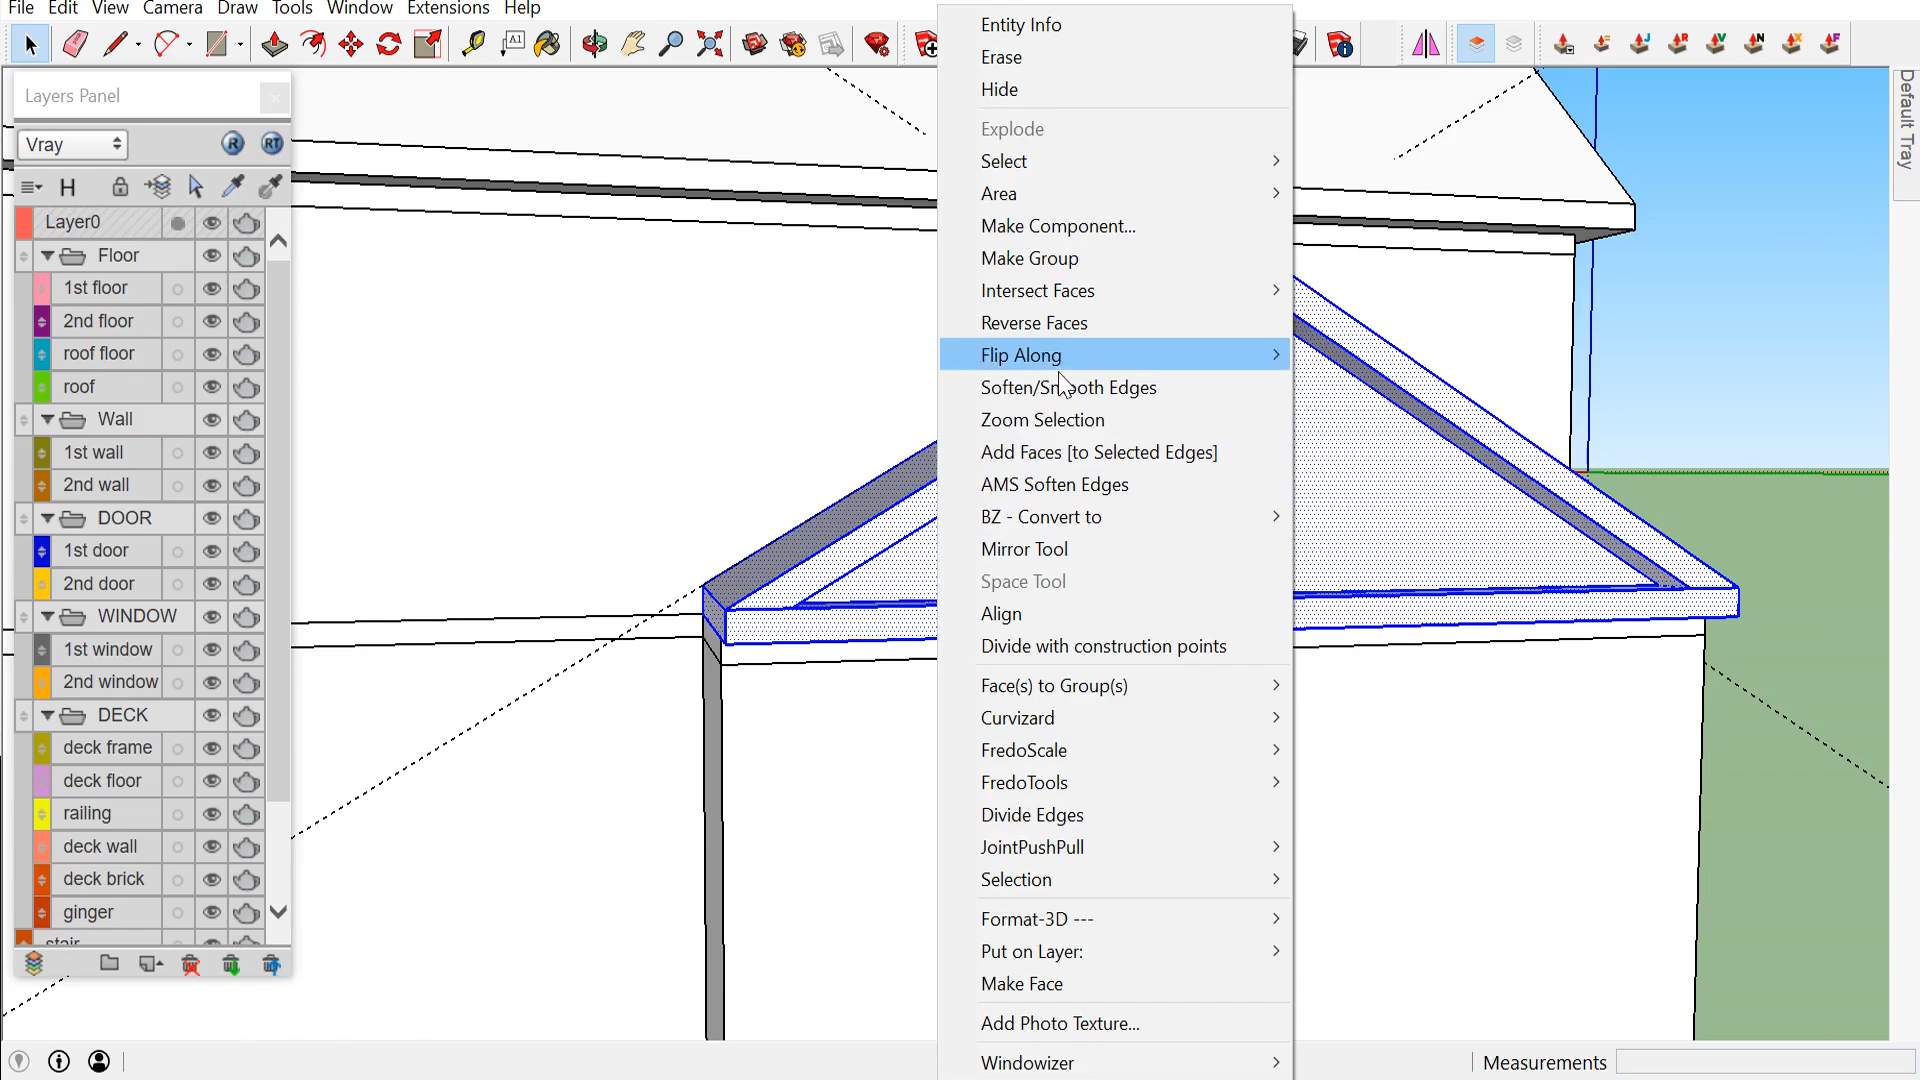 File Edit View Camera Draw Tools Window Extensions Help
A1
J
R
V
N
X
F
Layers Panel
Vray
R RT
H
Layer0
Floor
1st floor
2nd floor
roof floor
roof
Wall
1st wall
2nd wall
DOOR
1st door
2nd door
WINDOW
1st window
2nd window
DECK
deck frame
deck floor
railing
deck wall
deck brick
ginger
stair
Entity Info
Erase
Hide
Explode
Select
Area
Make Component...
Make Group
Intersect Faces
Reverse Faces
Flip Along
Soften/Smooth Edges
Zoom Selection
Add Faces [to Selected Edges]
AMS Soften Edges
BZ - Convert to
Mirror Tool
Space Tool
Align
Divide with construction points
Face(s) to Group(s)
Curvizard
FredoScale
FredoTools
Divide Edges
JointPushPull
Selection
Format-3D ---
Put on Layer:
Make Face
Add Photo Texture...
Windowizer
Default Tray
Measurements